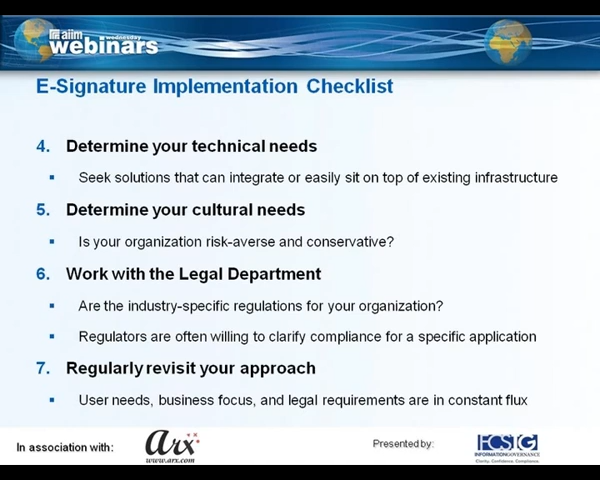 aiim
wednesday
webinars
E-Signature Implementation Checklist
4. Determine your technical needs
▪ Seek solutions that can integrate or easily sit on top of existing infrastructure
5. Determine your cultural needs
▪ Is your organization risk-averse and conservative?
6. Work with the Legal Department
▪ Are the industry-specific regulations for your organization?
▪ Regulators are often willing to clarify compliance for a specific application
7. Regularly revisit your approach
▪ User needs, business focus, and legal requirements are in constant flux
In association with:
arx
www.arx.com
Presented by:
INFORMATIONGOVERNANCE
Clarity. Confidence. Compliance.